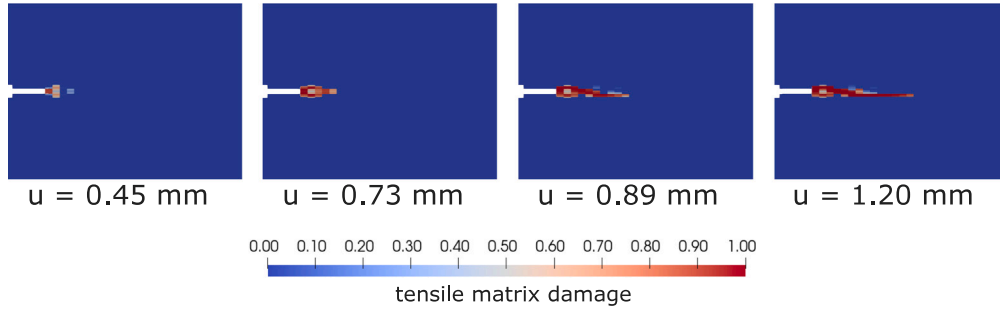 u = 0.45 mm u = 0.73 mm u = 0.89 mm u = 1.20 mm
0.00 0.10 0.20 0.30 0.40 0.50 0.60 0.70 0.80 0.90 1.00
tensile matrix damage